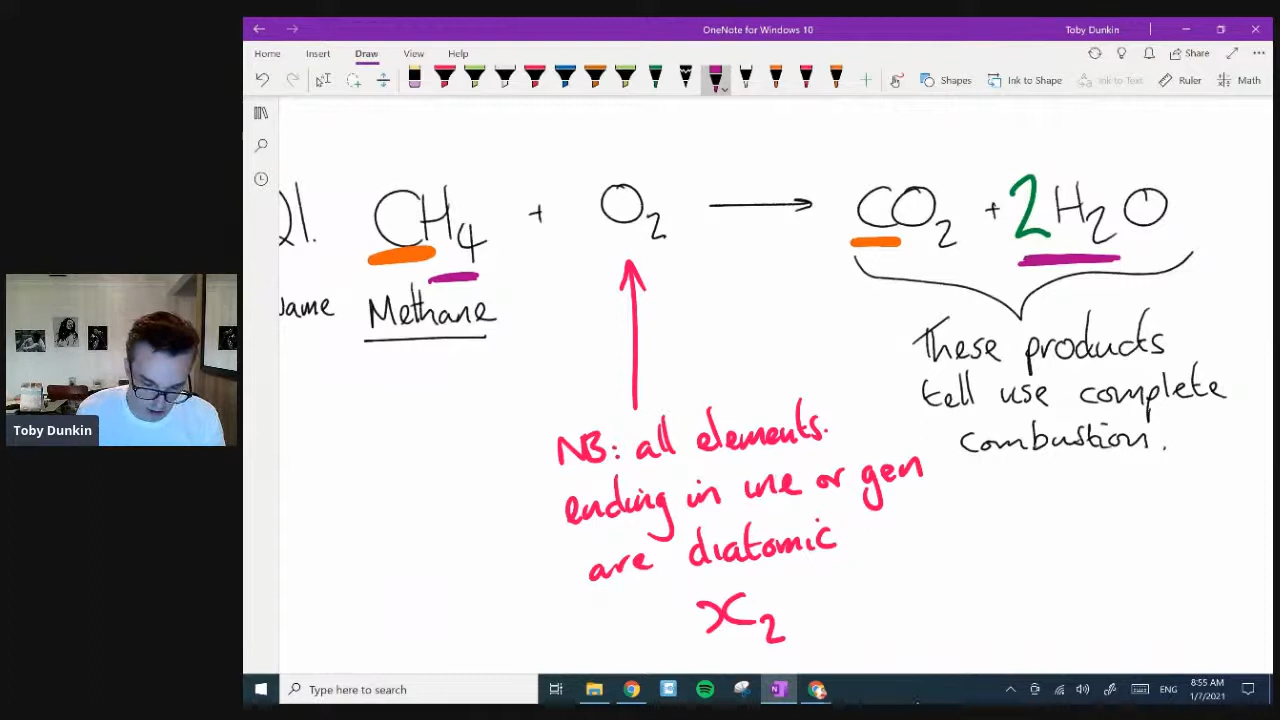 OneNote for Windows 10
Toby Dunkin
Home Insert Draw View Help
Share
Shapes Ink to Shape Ink to Text Ruler Math
Q1. CH4 + O2 → CO2 + 2H2O
Name Methane
These products
tell use complete
combustion.
NB: all elements.
ending in ine or gen
are diatomic
x2
Toby Dunkin
Type here to search
ENG
8:55 AM
1/7/2021